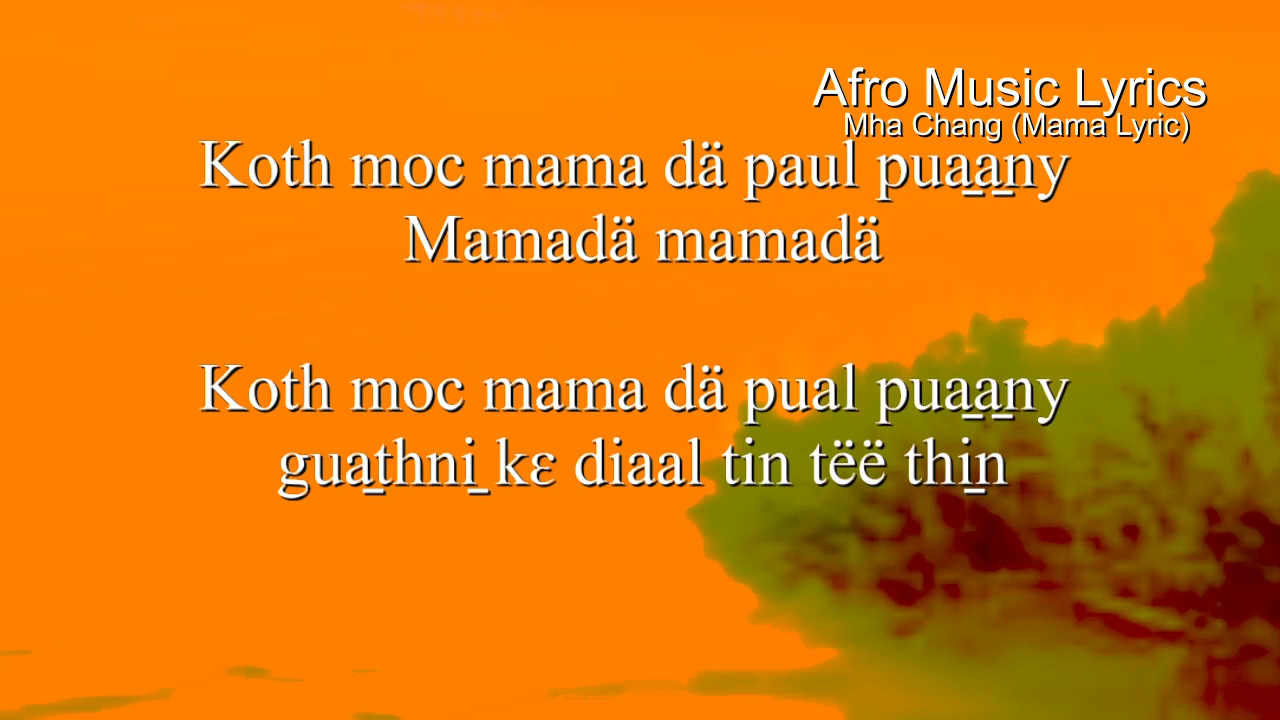 Afro Music Lyrics
Mha Chang (Mama Lyric)
Koth moc mama dä paul pua̱a̱ny
Mamadä mamadä
Koth moc mama dä pual pua̱a̱ny
gua̱thni̱ kɛ diaal tin tëë thi̱n